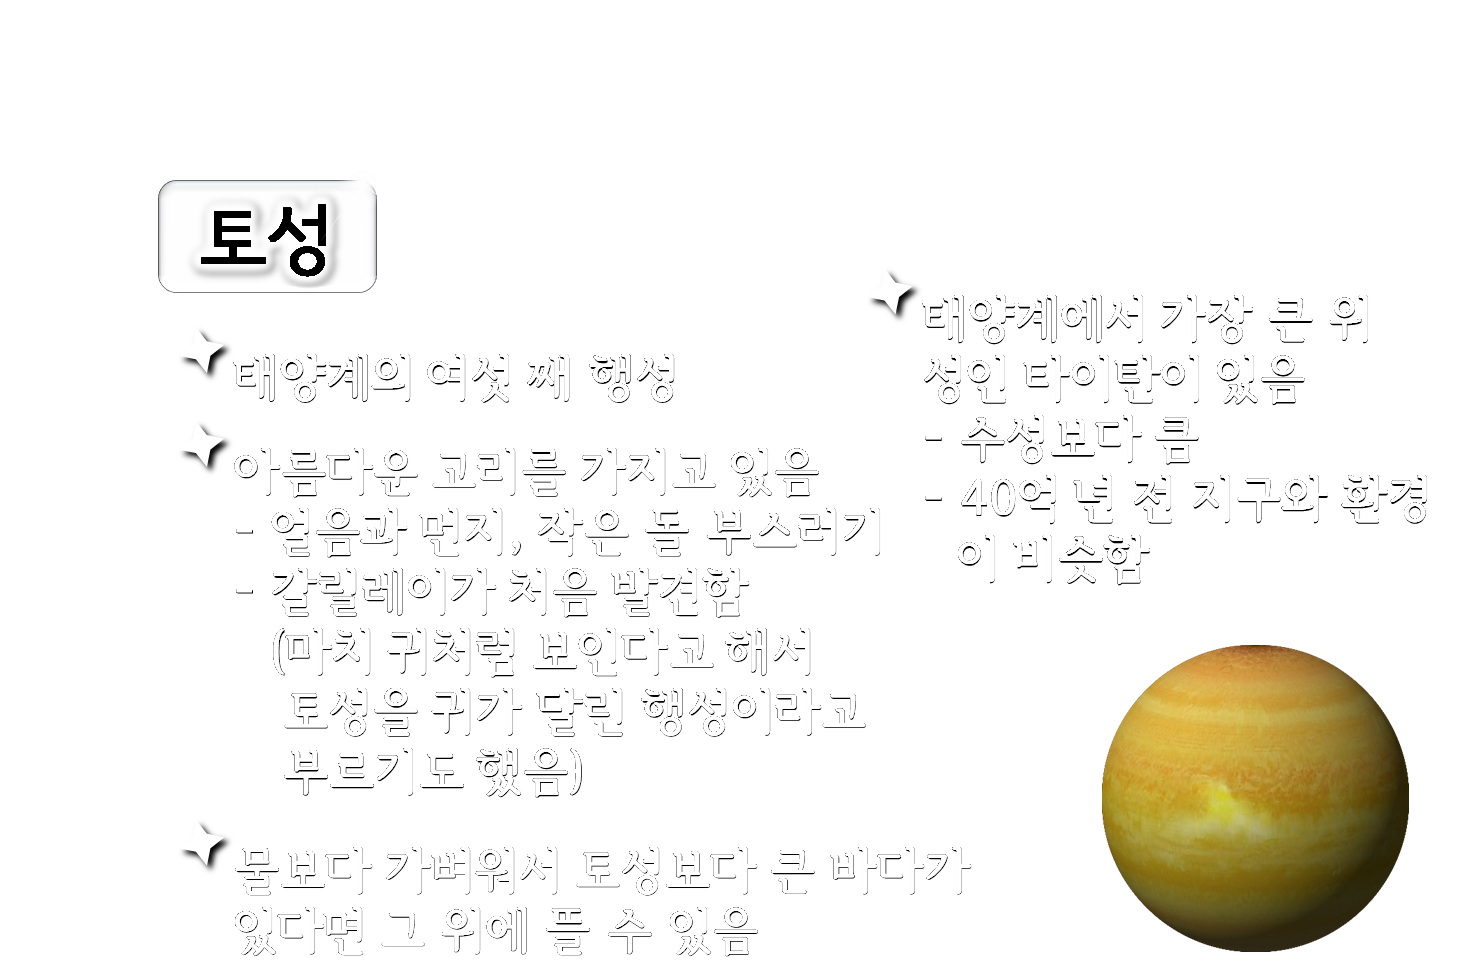 토성
태양계의 여섯 째 행성
아름다운 고리를 가지고 있음
- 얼음과 먼지, 작은 돌 부스러기
- 갈릴레이가 처음 발견함
(마치 귀처럼 보인다고 해서
토성을 귀가 달린 행성이라고
부르기도 했음)
물보다 가벼워서 토성보다 큰 바다가
있다면 그 위에 뜰 수 있음
태양계에서 가장 큰 위
성인 타이탄이 있음
- 수성보다 큼
- 40억 년 전 지구와 환경
이 비슷함